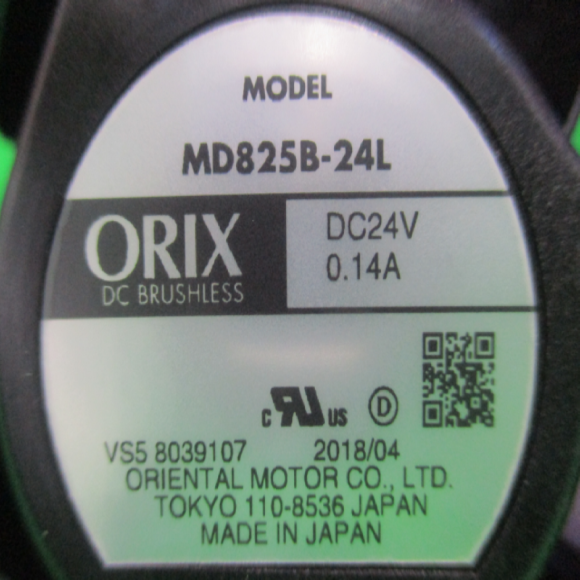 MODEL
MD825B-24L
ORIX
DC BRUSHLESS
DC24V
0.14A
c RU US D
VS5 8039107 2018/04
ORIENTAL MOTOR CO., LTD.
TOKYO 110-8536 JAPAN
MADE IN JAPAN